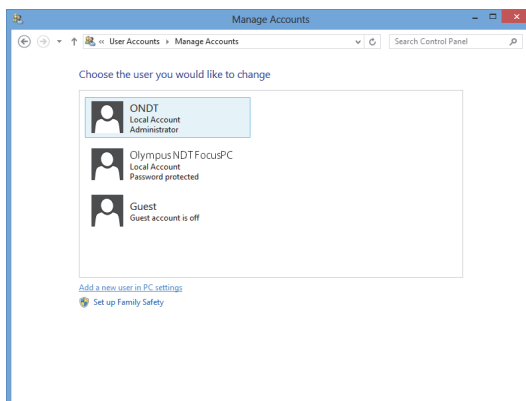 Manage Accounts
« User Accounts ▸ Manage Accounts
Search Control Panel
Choose the user you would like to change
ONDT
Local Account
Administrator
Olympus NDT FocusPC
Local Account
Password protected
Guest
Guest account is off
Add a new user in PC settings
Set up Family Safety